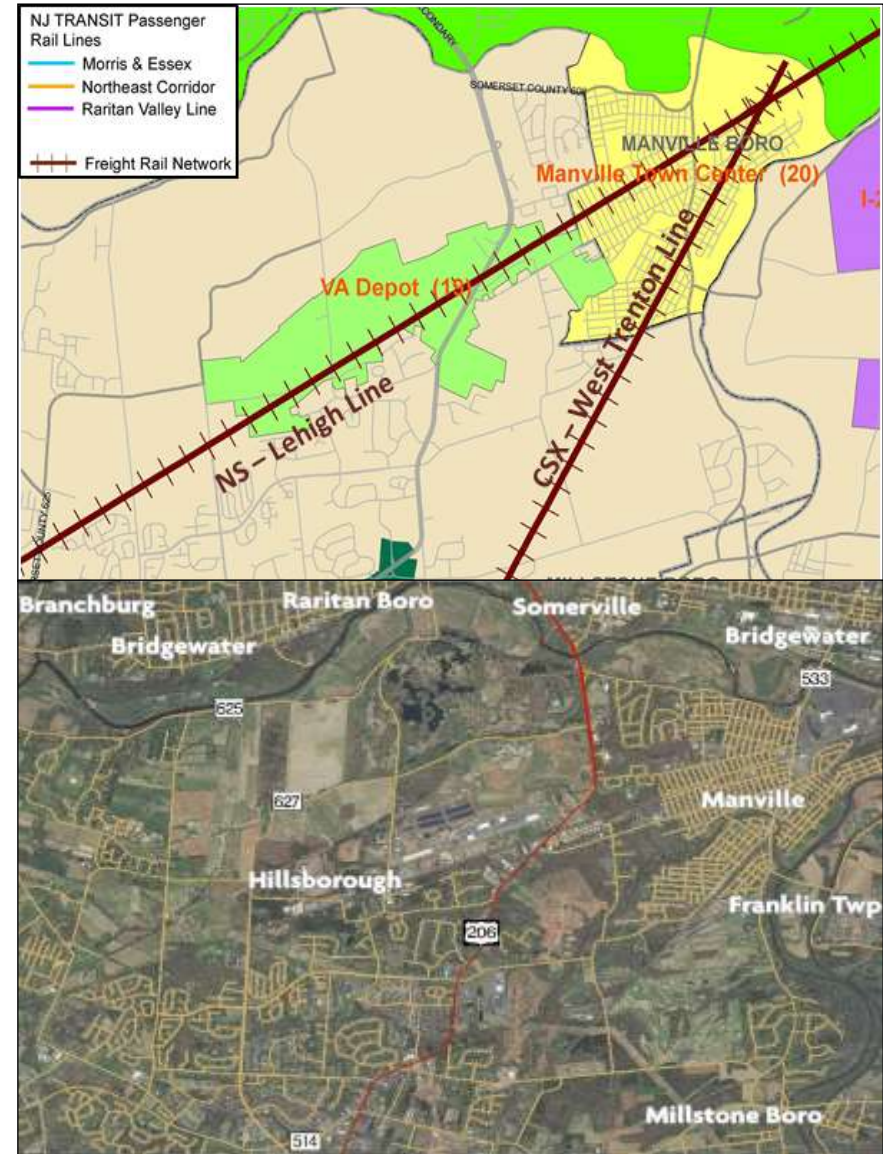 NJ TRANSIT Passenger
Rail Lines
Morris & Essex
Northeast Corridor
Raritan Valley Line
Freight Rail Network
SOMERSET COUNTY
MANVILLE BORO
Manville Town Center (20)
VA Depot (19)
NS – Lehigh Line
CSX – West Trenton Line
COUNTY 625
Branchburg
Raritan Boro
Somerville
Bridgewater
Bridgewater
533
625
627
Manville
Hillsborough
Franklin Twp
206
Millstone Boro
514